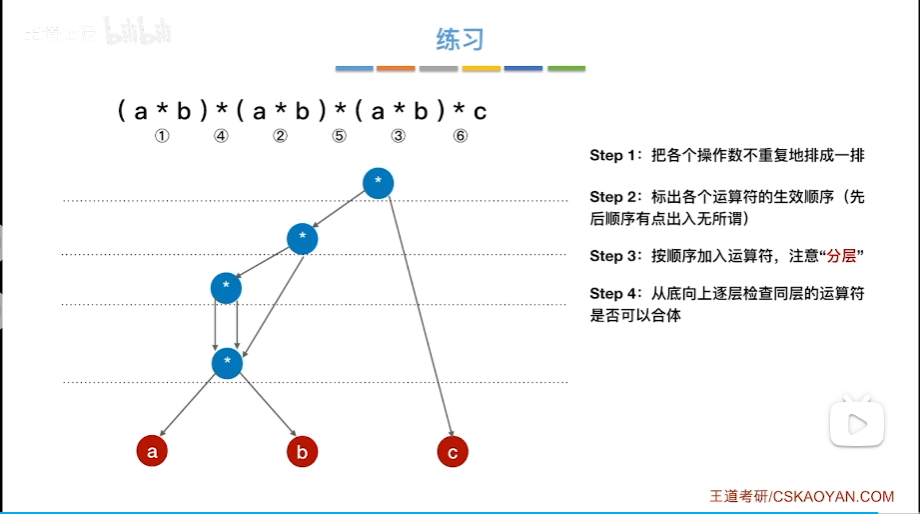 王道考研 bilibili
练习
( a * b ) * ( a * b ) * ( a * b ) * c
① ④ ② ⑤ ③ ⑥
Step 1：把各个操作数不重复地排成一排
Step 2：标出各个运算符的生效顺序（先
后顺序有点出入无所谓）
Step 3：按顺序加入运算符，注意“分层”
Step 4：从底向上逐层检查同层的运算符
是否可以合体
*
*
*
*
a b c
王道考研/CSKAOYAN.COM